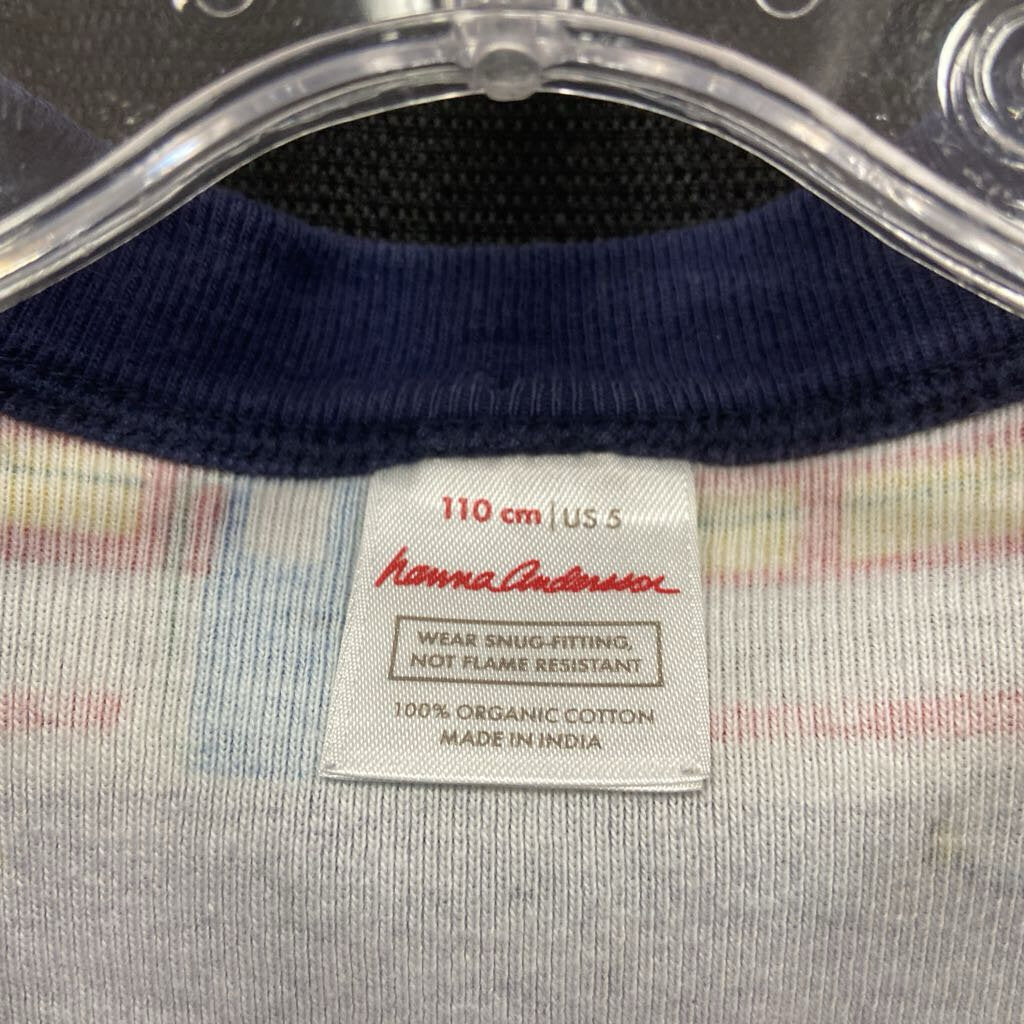 110 cm | US 5
hanna Andersson
WEAR SNUG-FITTING,
NOT FLAME RESISTANT
100% ORGANIC COTTON
MADE IN INDIA